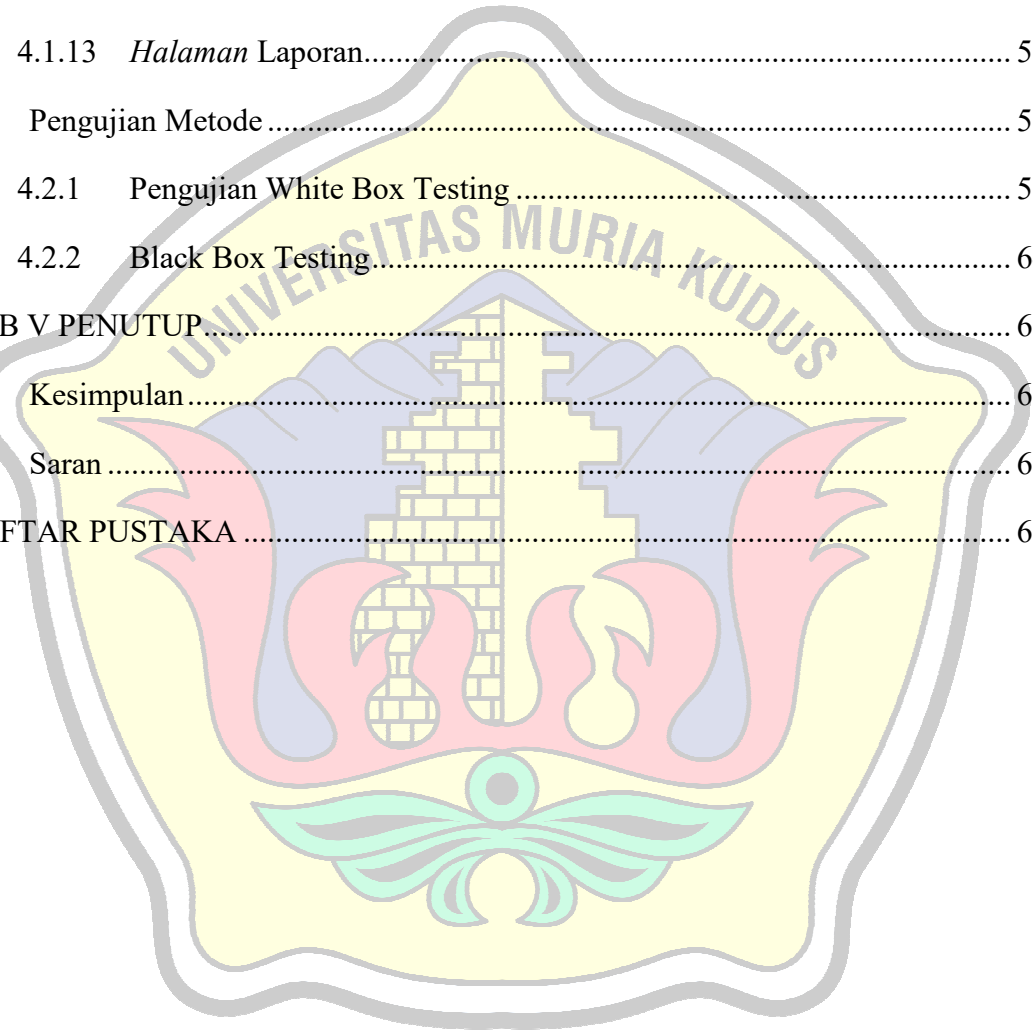 4.1.13 Halaman Laporan.................................................................................. 5
Pengujian Metode.............................................................................................. 5
4.2.1 Pengujian White Box Testing............................................................... 5
UNIVERSITAS MURIA KUDUS
4.2.2 Black Box Testing................................................................................. 6
B V PENUTUP...................................................................................................... 6
Kesimpulan........................................................................................................ 6
Saran.................................................................................................................. 6
FTAR PUSTAKA................................................................................................. 6